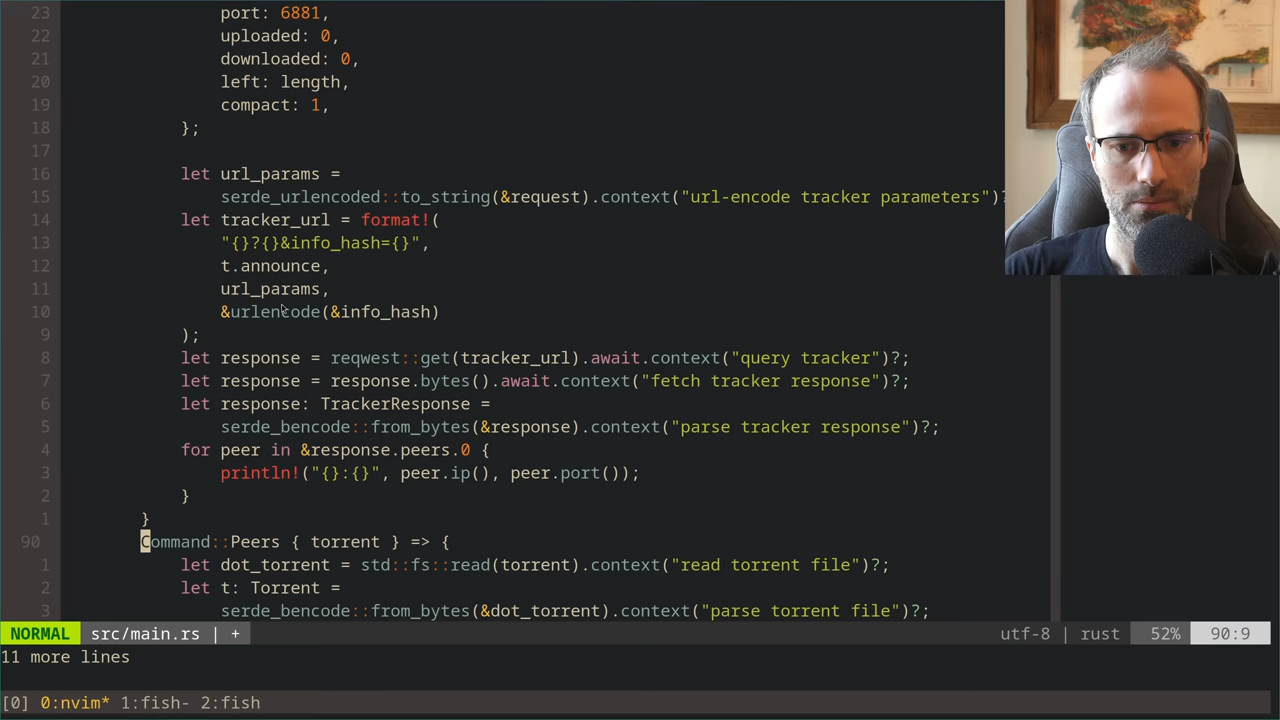 23 port: 6881,
22 uploaded: 0,
21 downloaded: 0,
20 left: length,
19 compact: 1,
18 };
17
16 let url_params =
15 serde_urlencoded::to_string(&request).context("url-encode tracker parameters")?
14 let tracker_url = format!(
13 "{}?{}&info_hash={}",
12 t.announce,
11 url_params,
10 &urlencode(&info_hash)
9 );
8 let response = reqwest::get(tracker_url).await.context("query tracker")?;
7 let response = response.bytes().await.context("fetch tracker response")?;
6 let response: TrackerResponse =
5 serde_bencode::from_bytes(&response).context("parse tracker response")?;
4 for peer in &response.peers.0 {
3 println!("{}:{}", peer.ip(), peer.port());
2 }
1 }
90 Command::Peers { torrent } => {
1 let dot_torrent = std::fs::read(torrent).context("read torrent file")?;
2 let t: Torrent =
3 serde_bencode::from_bytes(&dot_torrent).context("parse torrent file")?;
NORMAL src/main.rs | + utf-8 | rust 52% 90:9
11 more lines
[0] 0:nvim* 1:fish- 2:fish